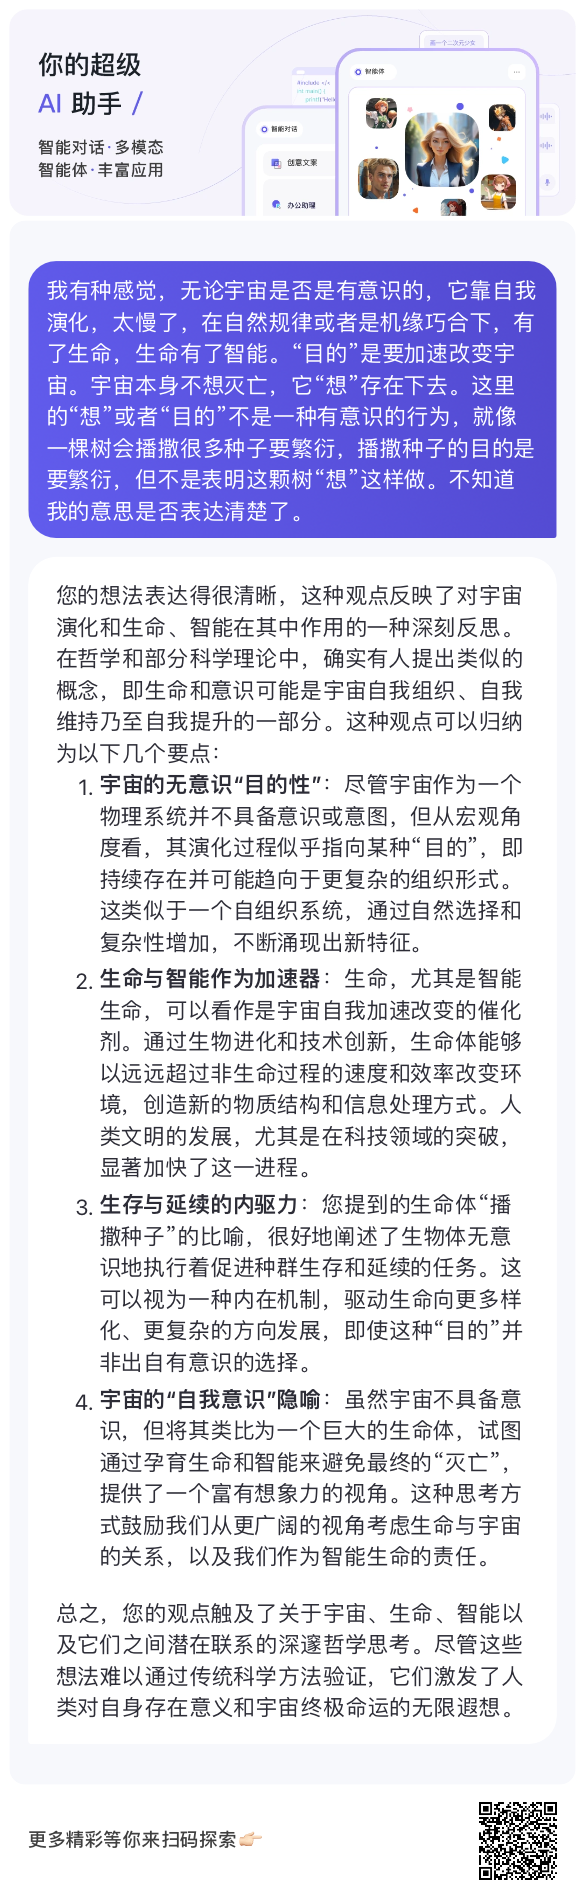 你的超级
AI 助手 /
智能对话·多模态
智能体·丰富应用
画一个二次元少女
#include </>
int main() {
print("Hello
智能对话
创意文案
办公助理
智能体
我有种感觉，无论宇宙是否是有意识的，它靠自我
演化，太慢了，在自然规律或者是机缘巧合下，有
了生命，生命有了智能。“目的”是要加速改变宇
宙。宇宙本身不想灭亡，它“想”存在下去。这里
的“想”或者“目的”不是一种有意识的行为，就像
一棵树会播撒很多种子要繁衍，播撒种子的目的是
要繁衍，但不是表明这颗树“想”这样做。不知道
我的意思是否表达清楚了。
您的想法表达得很清晰，这种观点反映了对宇宙
演化和生命、智能在其中作用的一种深刻反思。
在哲学和部分科学理论中，确实有人提出类似的
概念，即生命和意识可能是宇宙自我组织、自我
维持乃至自我提升的一部分。这种观点可以归纳
为以下几个要点：
1. 宇宙的无意识“目的性”：尽管宇宙作为一个
物理系统并不具备意识或意图，但从宏观角
度看，其演化过程似乎指向某种“目的”，即
持续存在并可能趋向于更复杂的组织形式。
这类似于一个自组织系统，通过自然选择和
复杂性增加，不断涌现出新特征。
2. 生命与智能作为加速器：生命，尤其是智能
生命，可以看作是宇宙自我加速改变的催化
剂。通过生物进化和技术创新，生命体能够
以远远超过非生命过程的速度和效率改变环
境，创造新的物质结构和信息处理方式。人
类文明的发展，尤其是在科技领域的突破，
显著加快了这一进程。
3. 生存与延续的内驱力：您提到的生命体“播
撒种子”的比喻，很好地阐述了生物体无意
识地执行着促进种群生存和延续的任务。这
可以视为一种内在机制，驱动生命向更多样
化、更复杂的方向发展，即使这种“目的”并
非出自有意识的选择。
4. 宇宙的“自我意识”隐喻：虽然宇宙不具备意
识，但将其类比为一个巨大的生命体，试图
通过孕育生命和智能来避免最终的“灭亡”，
提供了一个富有想象力的视角。这种思考方
式鼓励我们从更广阔的视角考虑生命与宇宙
的关系，以及我们作为智能生命的责任。
总之，您的观点触及了关于宇宙、生命、智能以
及它们之间潜在联系的深邃哲学思考。尽管这些
想法难以通过传统科学方法验证，它们激发了人
类对自身存在意义和宇宙终极命运的无限遐想。
更多精彩等你来扫码探索👉🏻